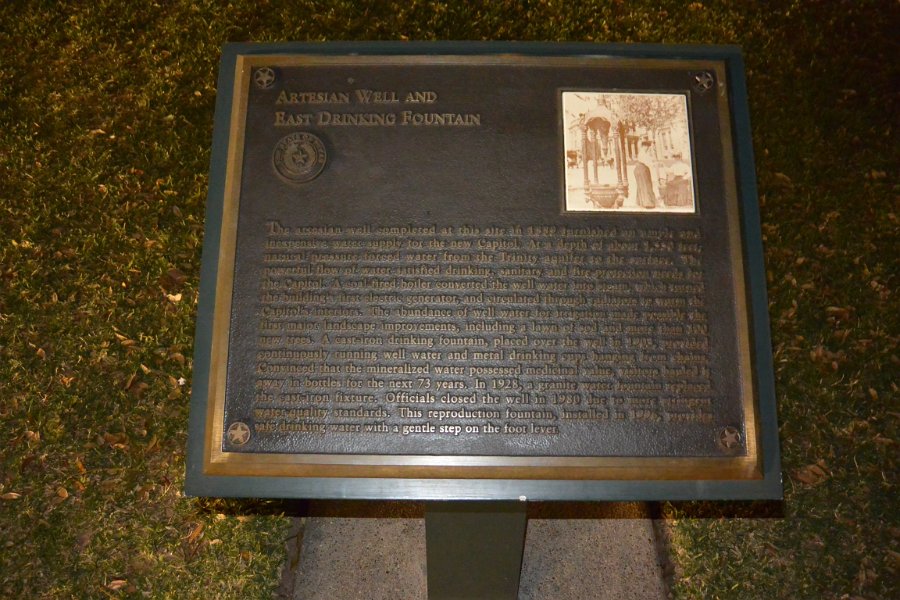 ARTESIAN WELL AND
EAST DRINKING FOUNTAIN
The artesian well completed at this site in 1889 furnished an ample and
inexpensive water supply for the new Capitol. At a depth of about 1,550 feet,
natural pressure forced water from the Trinity aquifer to the surface. The
powerful flow of water satisfied drinking, sanitary, and fire protection needs for
the Capitol. A coal-fired boiler converted the well water into steam, which
the building's first electric generator, and circulated through radiators to warm the
Capitol's interiors. The abundance of well water for irrigation made possible the
first major landscape improvements, including a lawn of sod and more than
new trees. A cast-iron drinking fountain, placed over the well in 1903, provided
continuously running well water and metal drinking cups hanging from chains.
Convinced that the mineralized water possessed medicinal value, visitors hauled it
away in bottles for the next 73 years. In 1928, a granite water fountain replaced
the cast-iron fixture. Officials closed the well in 1980 due to more stringent
water quality standards. This reproduction fountain, installed in provides
safe drinking water with a gentle step on the foot lever.